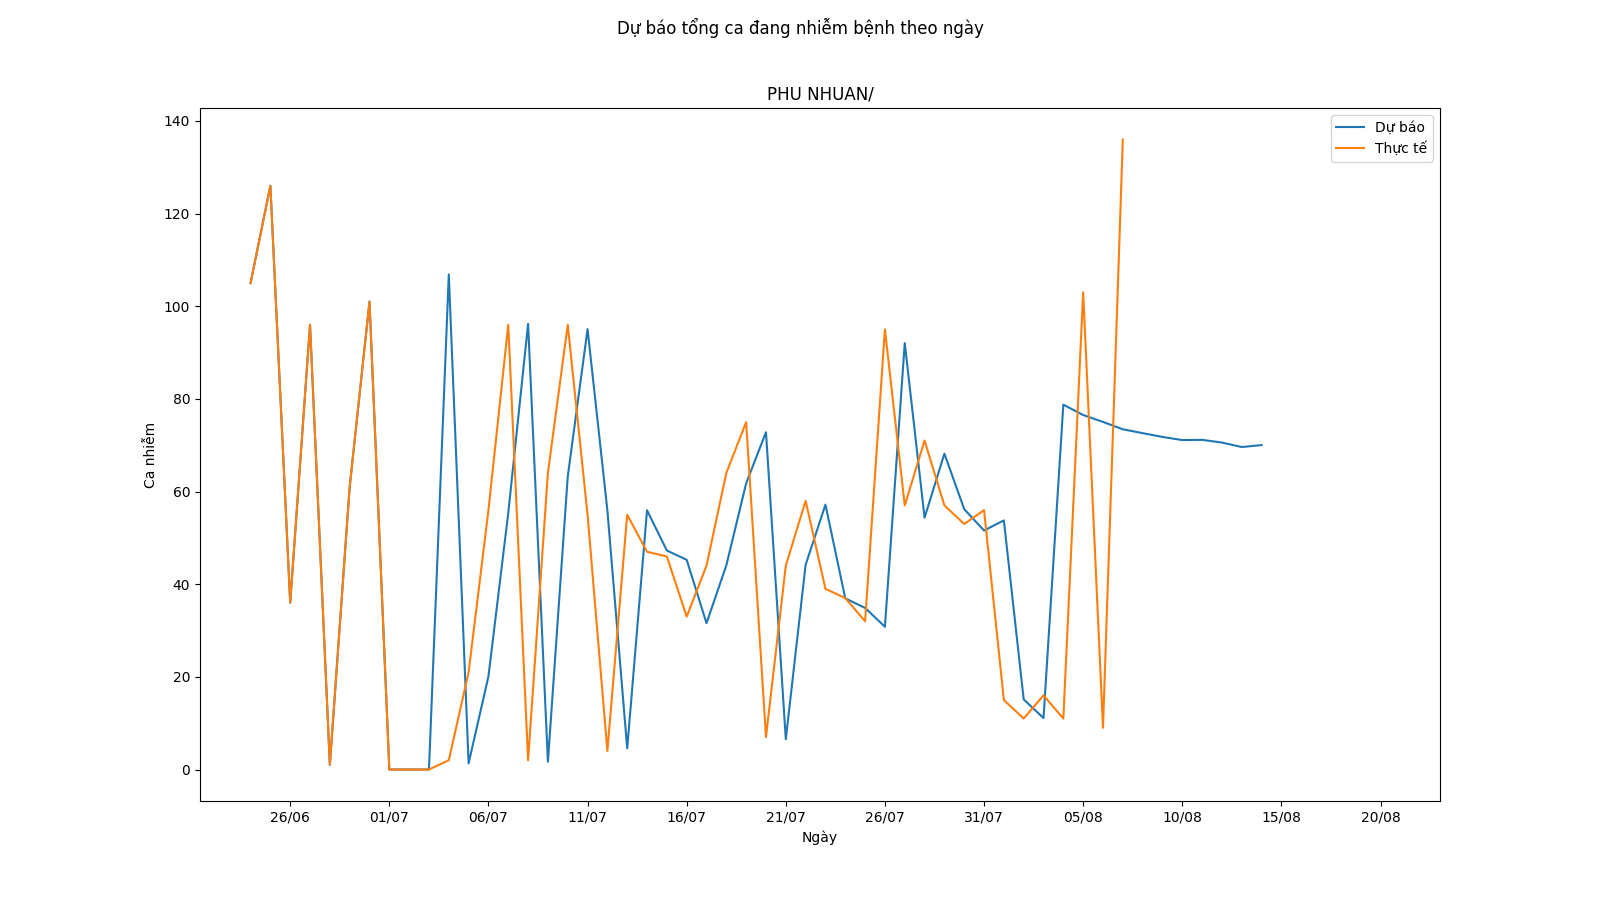 Dự báo tổng ca đang nhiễm bệnh theo ngày
PHU NHUAN/
Dự báo
Thực tế
140
120
100
80
60
40
20
0
Ca nhiễm
26/06 01/07 06/07 11/07 16/07 21/07 26/07 31/07 05/08 10/08 15/08 20/08
Ngày